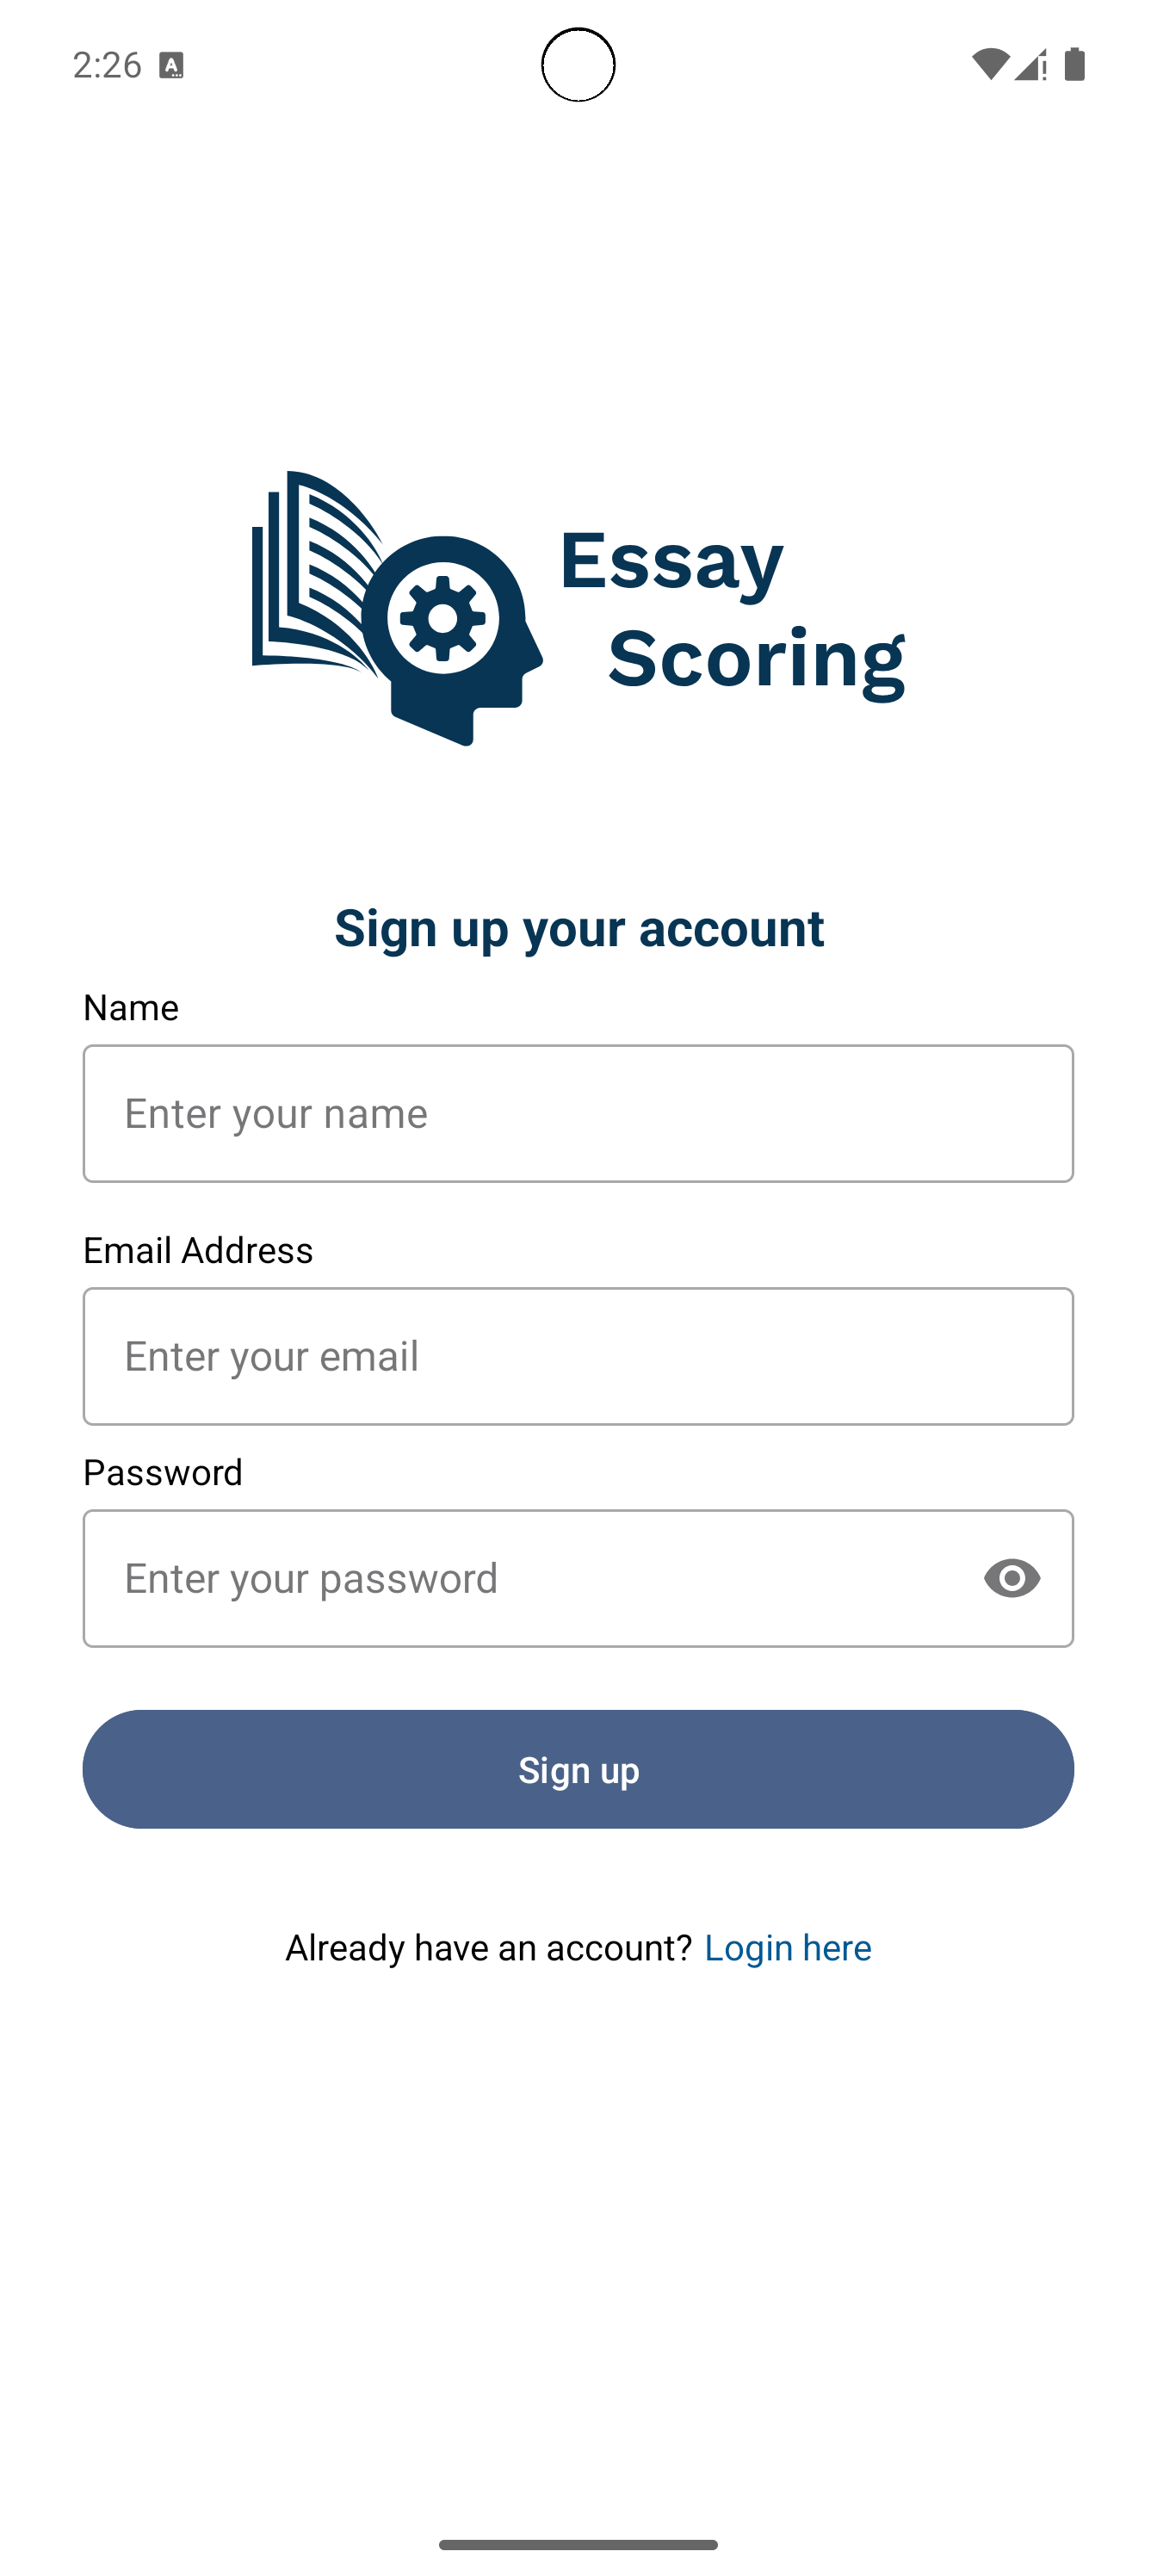 2:26
Essay
Scoring
Sign up your account
Name
Enter your name
Email Address
Enter your email
Password
Enter your password
Sign up
Already have an account? Login here